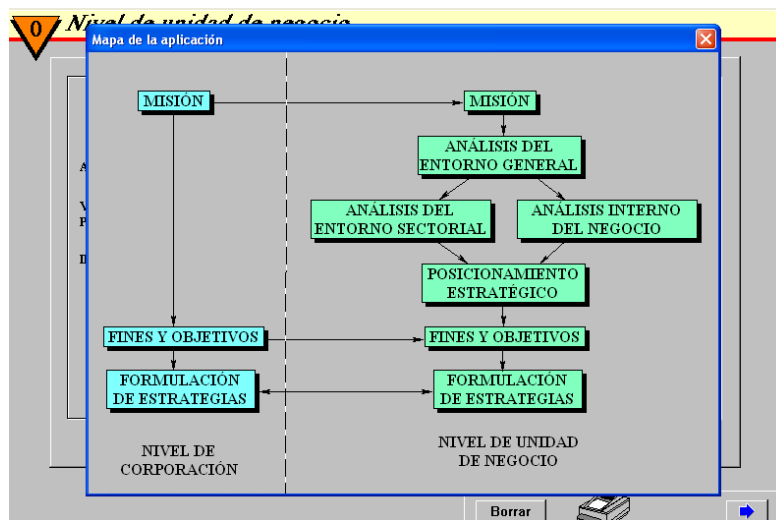 0
Nivel de unidad de negocio
Mapa de la aplicación
MISIÓN
MISIÓN
ANÁLISIS DEL
ENTORNO GENERAL
ANÁLISIS DEL
ENTORNO SECTORIAL
ANÁLISIS INTERNO
DEL NEGOCIO
POSICIONAMIENTO
ESTRATÉGICO
FINES Y OBJETIVOS
FINES Y OBJETIVOS
FORMULACIÓN
DE ESTRATEGIAS
FORMULACIÓN
DE ESTRATEGIAS
NIVEL DE
CORPORACIÓN
NIVEL DE UNIDAD
DE NEGOCIO
Borrar